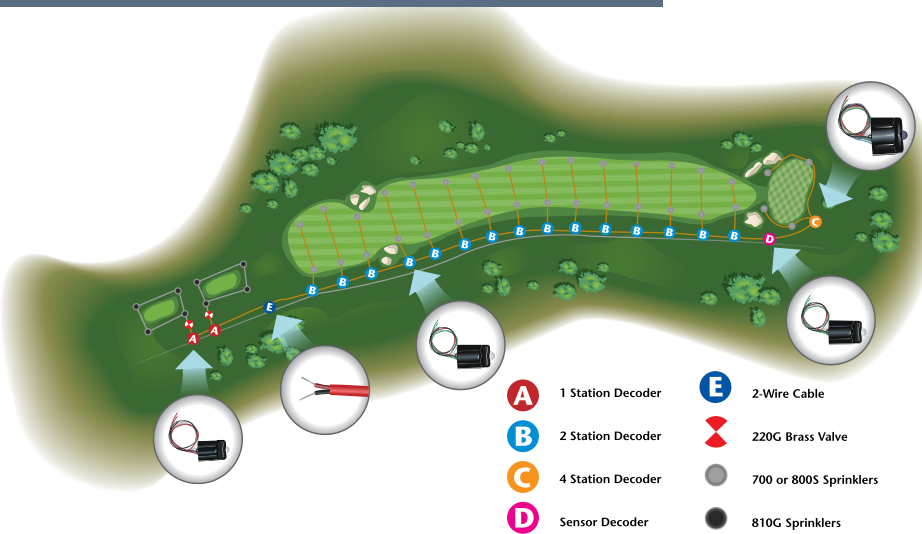 C
B B B B B B B B D
B B B B B B B
E
A A
A 1 Station Decoder
B 2 Station Decoder
C 4 Station Decoder
D Sensor Decoder
E 2-Wire Cable
220G Brass Valve
700 or 800S Sprinklers
810G Sprinklers